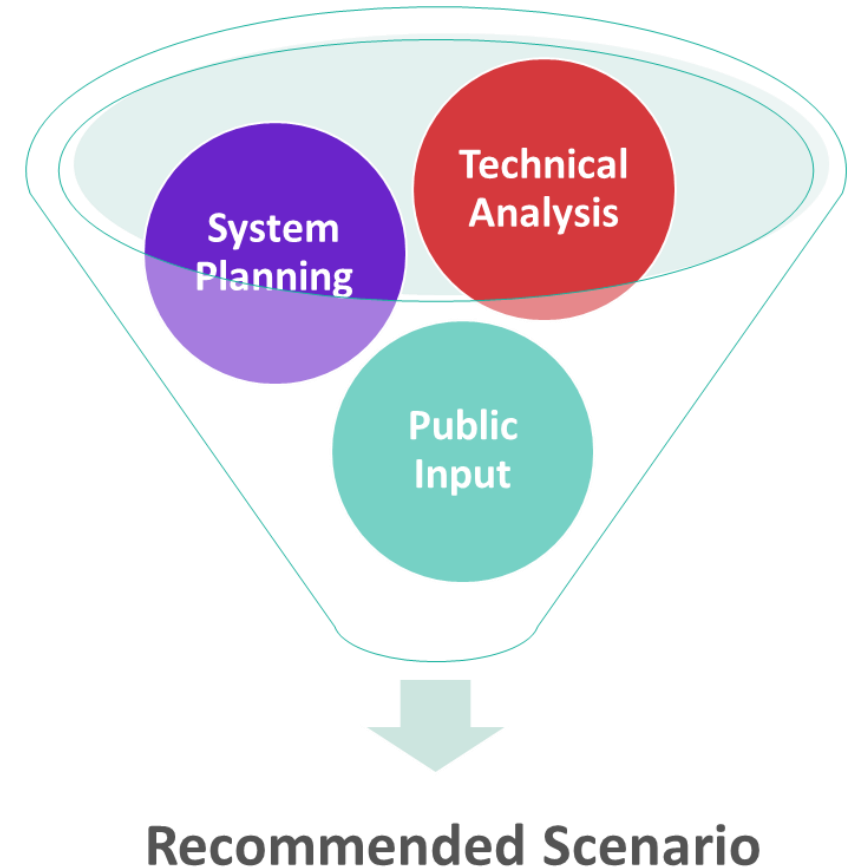 Technical
Analysis
System
Planning
Public
Input
Recommended Scenario